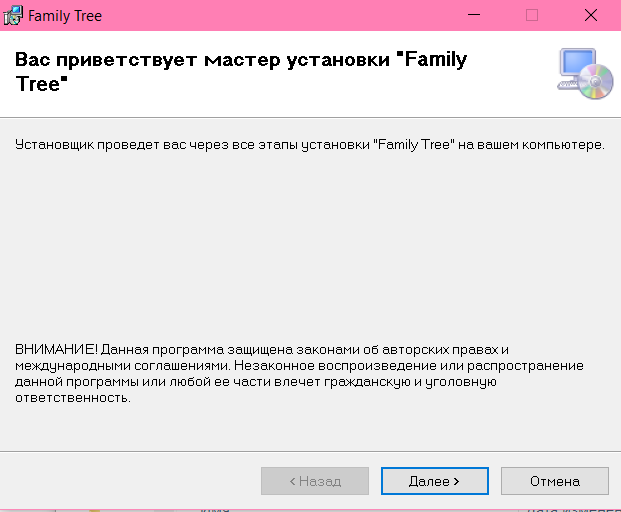 Family Tree
Вас приветствует мастер установки "Family
Tree"
Установщик проведет вас через все этапы установки "Family Tree" на вашем компьютере.
ВНИМАНИЕ! Данная программа защищена законами об авторских правах и
международными соглашениями. Незаконное воспроизведение или распространение
данной программы или любой ее части влечет гражданскую и уголовную
ответственность.
< Назад
Далее >
Отмена